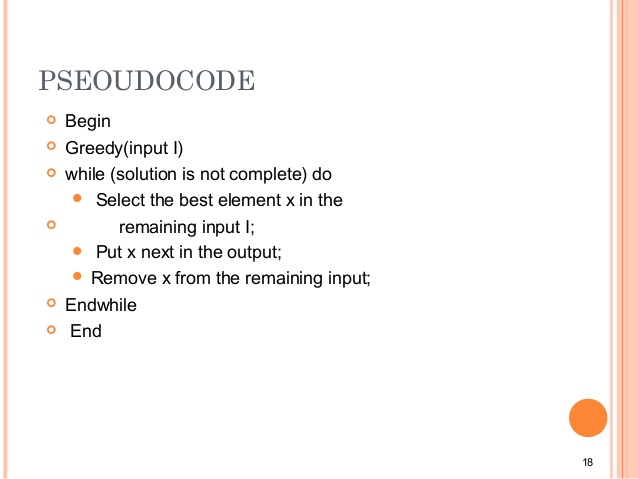 PSEOUDOCODE
Begin
Greedy(input I)
while (solution is not complete) do
Select the best element x in the
remaining input I;
Put x next in the output;
Remove x from the remaining input;
Endwhile
End
18